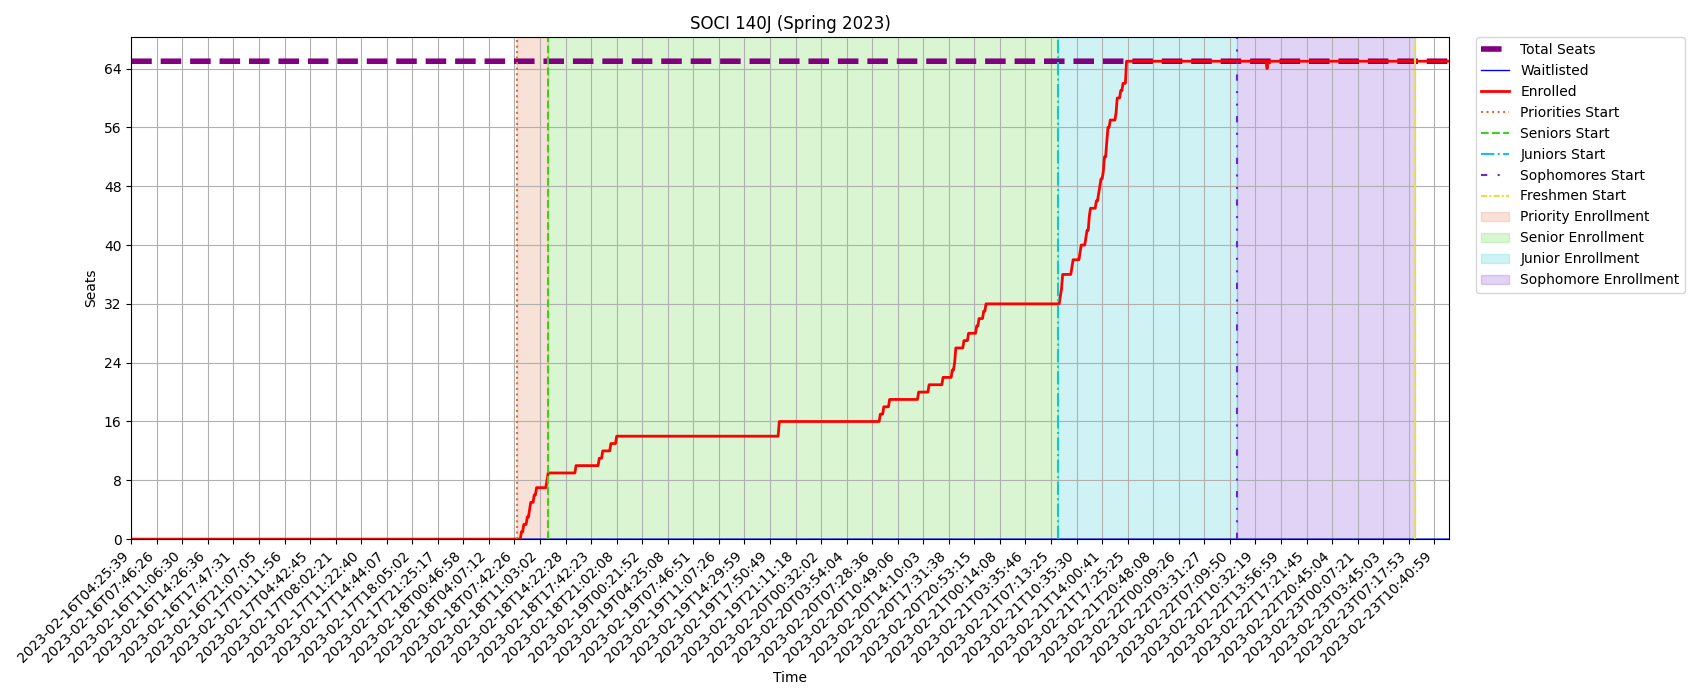 SOCI 140J (Spring 2023)
Total Seats
Waitlisted
Enrolled
Priorities Start
Seniors Start
Juniors Start
Sophomores Start
Freshmen Start
Priority Enrollment
Senior Enrollment
Junior Enrollment
Sophomore Enrollment
Seats
64
56
48
40
32
24
16
8
0
2023-02-16T04:25:39
2023-02-16T07:46:26
2023-02-16T11:06:30
2023-02-16T14:26:36
2023-02-16T17:47:31
2023-02-16T21:07:05
2023-02-17T01:11:56
2023-02-17T04:42:45
2023-02-17T08:02:21
2023-02-17T11:22:40
2023-02-17T14:44:07
2023-02-17T18:05:02
2023-02-17T21:25:17
2023-02-18T00:46:58
2023-02-18T04:07:12
2023-02-18T07:42:26
2023-02-18T11:03:02
2023-02-18T14:22:28
2023-02-18T17:42:23
2023-02-18T21:02:08
2023-02-19T00:21:52
2023-02-19T04:25:08
2023-02-19T07:46:51
2023-02-19T11:07:26
2023-02-19T14:29:59
2023-02-19T17:50:49
2023-02-19T21:11:18
2023-02-20T00:32:02
2023-02-20T03:54:04
2023-02-20T07:28:36
2023-02-20T10:49:06
2023-02-20T14:10:03
2023-02-20T17:31:38
2023-02-20T20:53:15
2023-02-21T00:14:08
2023-02-21T03:35:46
2023-02-21T07:13:25
2023-02-21T10:35:30
2023-02-21T14:00:41
2023-02-21T17:25:25
2023-02-21T20:48:08
2023-02-22T00:09:26
2023-02-22T03:31:27
2023-02-22T07:09:50
2023-02-22T10:32:19
2023-02-22T13:56:59
2023-02-22T17:21:45
2023-02-22T20:45:04
2023-02-23T00:07:21
2023-02-23T03:45:03
2023-02-23T07:17:53
2023-02-23T10:40:59
Time